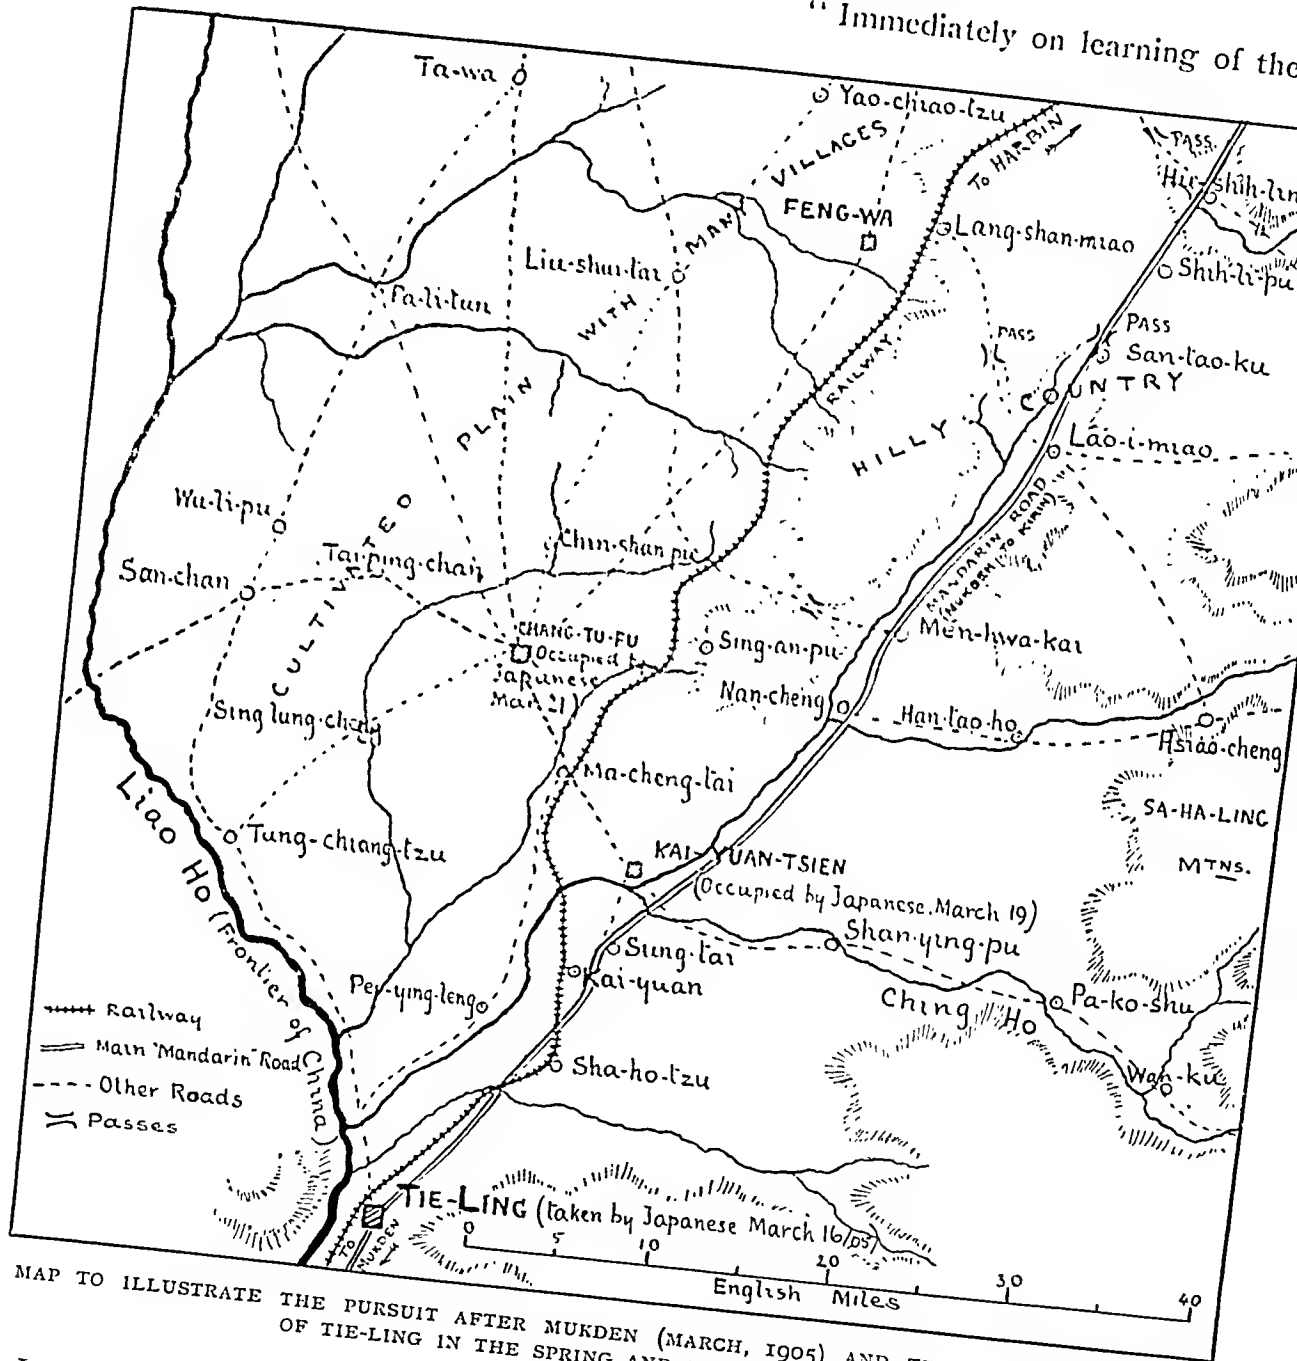 " Immediately on learning of the
Ta-wa
Yao-chiao-tzu
VILLAGES
TO HARBIN
PASS.
FENG-WA
Lang-shan-miao
Shih-li-pu
Liu-shui-tai
MANY
WITH
Fa-li-tun
PASS
PASS
San-tao-ku
RAILWAY
COUNTRY
PLAIN
HILLY
Lao-i-miao
Wu-li-pu
CULTIVATED
MANDARIN ROAD
(MUKDEN TO KIRIN)
Tai-ping-chan
Chin-shan-pu
San-chan
CHANG-TU-FU
(Occupied by
Japanese
Mar 21)
Sing-an-pu
Men-hwa-kai
Nan-cheng
Han-tao-ho
Hsiao-cheng
Sing-lung-cheng
Ma-cheng-tai
SA-HA-LING
MTNS.
Tung-chiang-tzu
Liao Ho (Frontier of China)
KAI-YUAN-TSIEN
(Occupied by Japanese, March 19)
Sung-tai
Shan-ying-pu
Kai-yuan
Ching Ho
Pa-ko-shu
Wan-ku
Sha-ho-tzu
Railway
Main "Mandarin" Road
Other Roads
Passes
TIE-LING (taken by Japanese March 16/05)
TO MUKDEN
0 5 10 20 30 40
English Miles
MAP TO ILLUSTRATE THE PURSUIT AFTER MUKDEN (MARCH, 1905) AND
OF TIE-LING IN THE SPRING